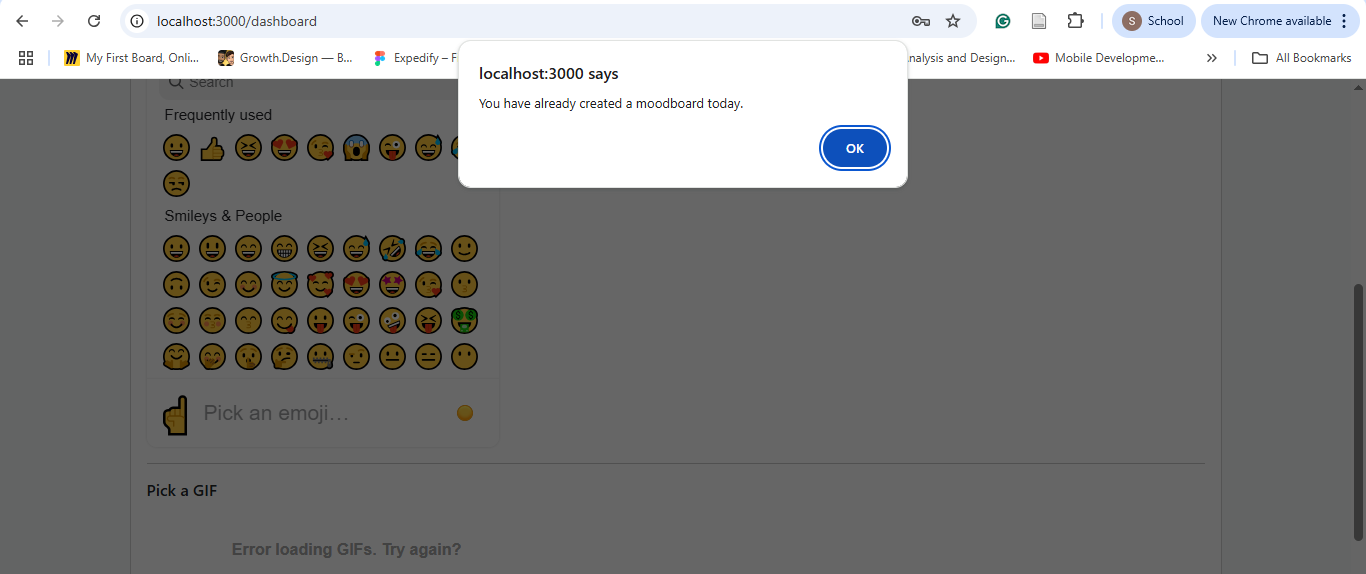 localhost:3000/dashboard
S School
New Chrome available
My First Board, Onli...
Growth.Design — B...
Expedify – F
nalysis and Design...
Mobile Developme...
All Bookmarks
localhost:3000 says
You have already created a moodboard today.
OK
Search
Frequently used
Smileys & People
Pick an emoji…
Pick a GIF
Error loading GIFs. Try again?